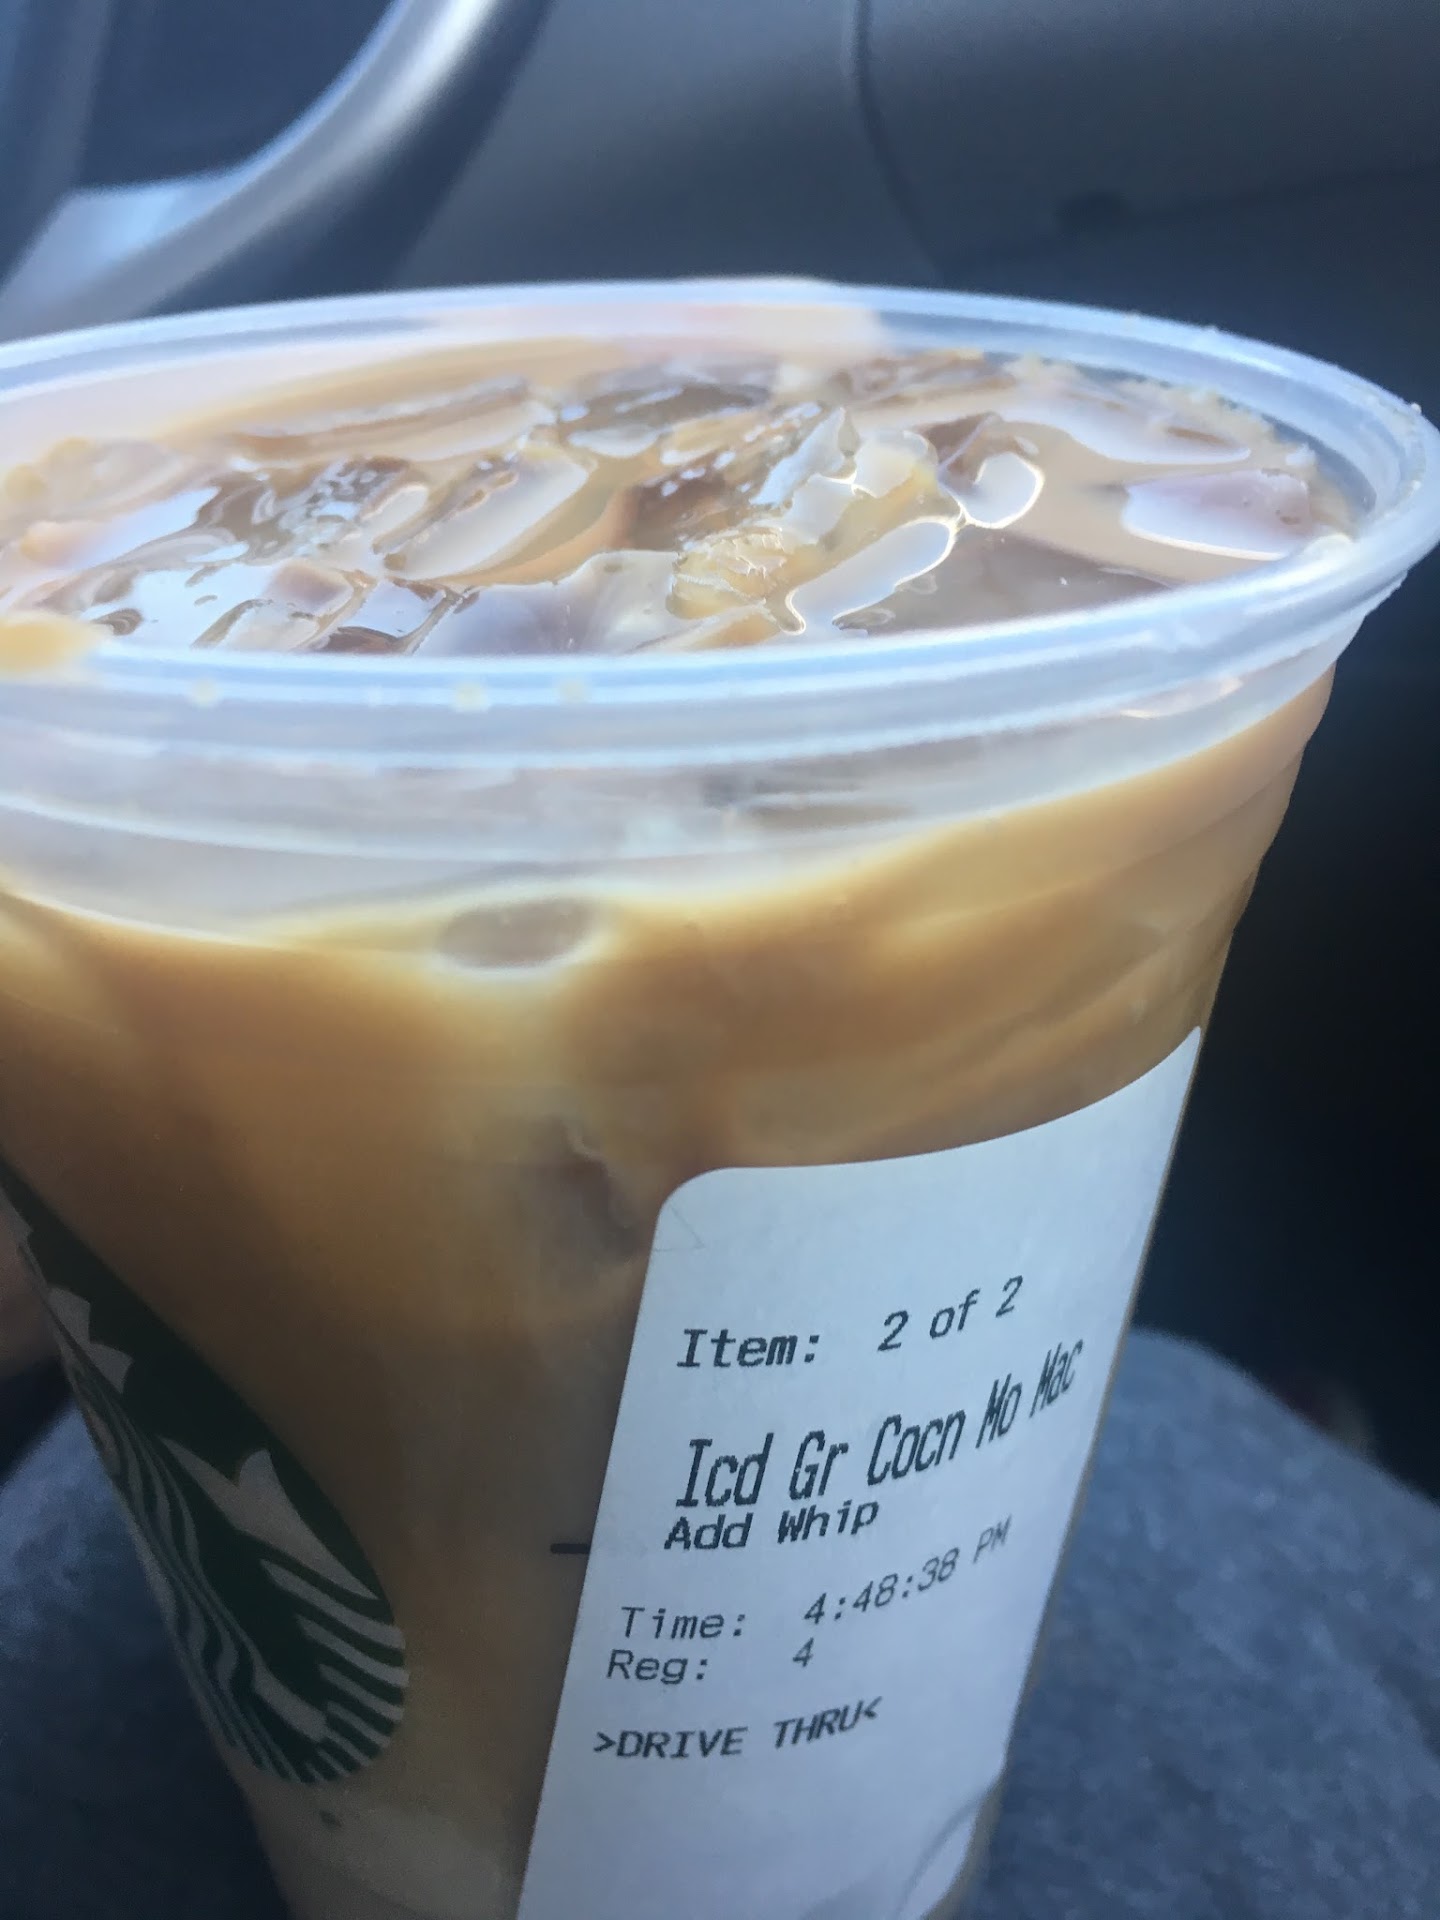 Item: 2 of 2
Icd Gr Cocn Mo Mac
Add Whip
Time: 4:48:38 PM
Reg: 4
>DRIVE THRU<